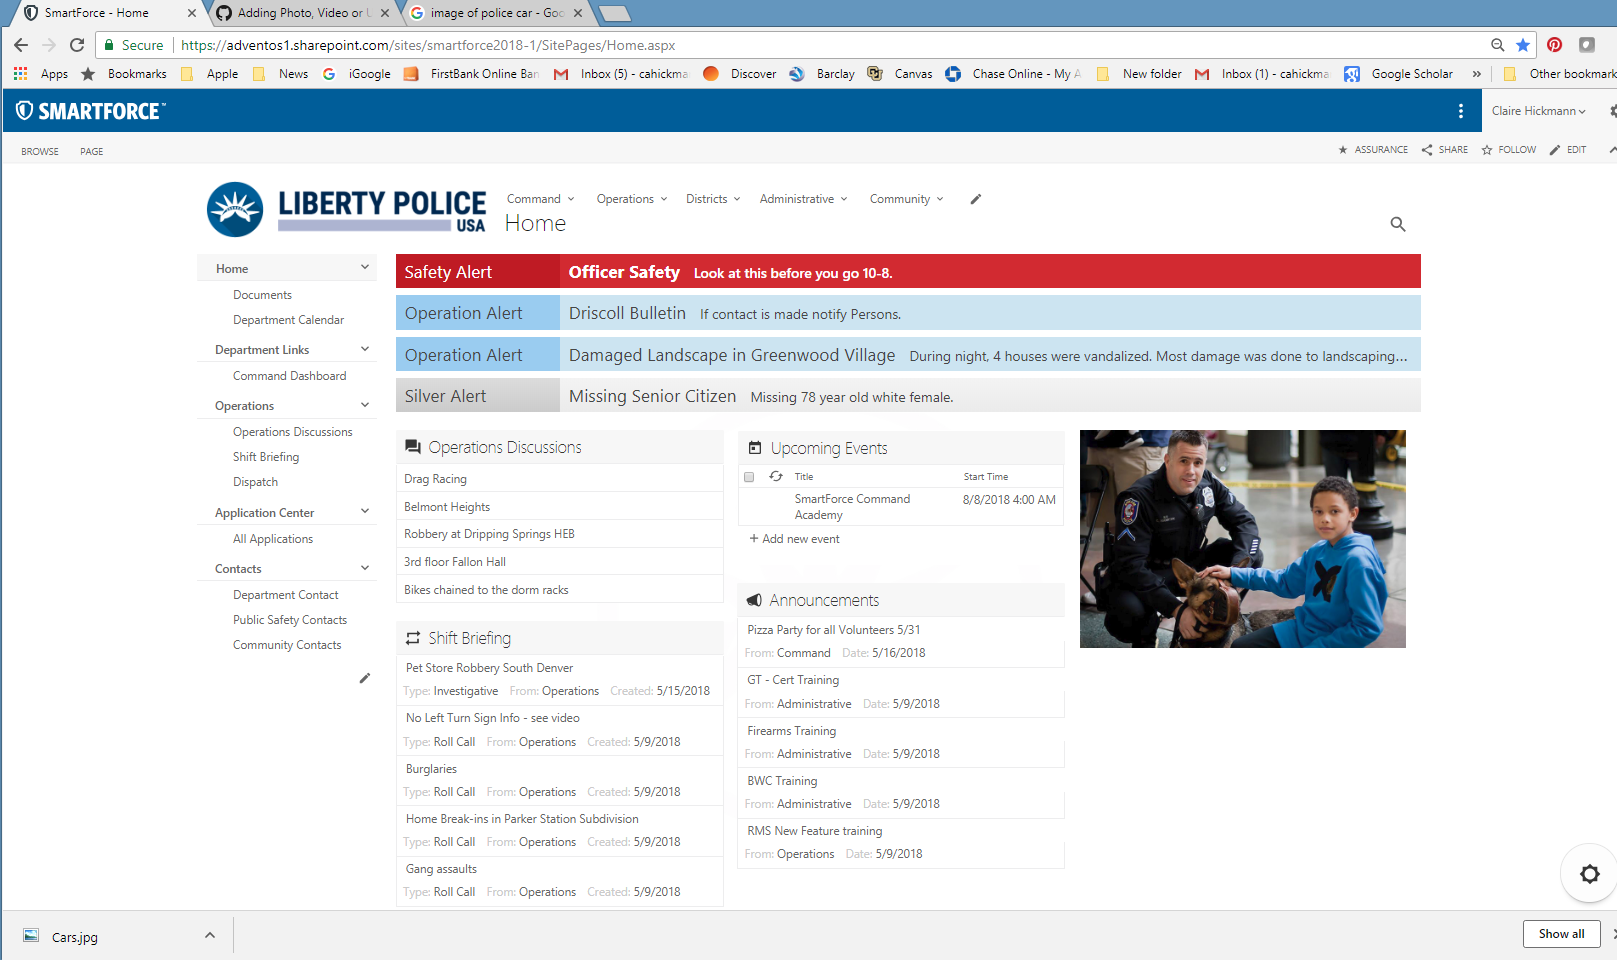 SmartForce - Home
Adding Photo, Video or
image of police car - Goo
Secure
https://adventos1.sharepoint.com/sites/smartforce2018-1/SitePages/Home.aspx
Apps Bookmarks Apple News iGoogle FirstBank Online Ban Inbox (5) - cahickma Discover Barclay Canvas Chase Online - My A New folder Inbox (1) - cahickma Google Scholar » Other bookmark
SMARTFORCE™
Claire Hickmann
BROWSE PAGE
ASSURANCE SHARE FOLLOW EDIT
LIBERTY POLICE
USA
Command Operations Districts Administrative Community
Home
Home
Documents
Department Calendar
Department Links
Command Dashboard
Operations
Operations Discussions
Shift Briefing
Dispatch
Application Center
All Applications
Contacts
Department Contact
Public Safety Contacts
Community Contacts
Safety Alert Officer Safety Look at this before you go 10-8.
Operation Alert Driscoll Bulletin If contact is made notify Persons.
Operation Alert Damaged Landscape in Greenwood Village During night, 4 houses were vandalized. Most damage was done to landscaping...
Silver Alert Missing Senior Citizen Missing 78 year old white female.
Operations Discussions
Drag Racing
Belmont Heights
Robbery at Dripping Springs HEB
3rd floor Fallon Hall
Bikes chained to the dorm racks
Shift Briefing
Pet Store Robbery South Denver
Type: Investigative From: Operations Created: 5/15/2018
No Left Turn Sign Info - see video
Type: Roll Call From: Operations Created: 5/9/2018
Burglaries
Type: Roll Call From: Operations Created: 5/9/2018
Home Break-ins in Parker Station Subdivision
Type: Roll Call From: Operations Created: 5/9/2018
Gang assaults
Type: Roll Call From: Operations Created: 5/9/2018
Upcoming Events
Title Start Time
SmartForce Command 8/8/2018 4:00 AM
Academy
+ Add new event
Announcements
Pizza Party for all Volunteers 5/31
From: Command Date: 5/16/2018
GT - Cert Training
From: Administrative Date: 5/9/2018
Firearms Training
From: Administrative Date: 5/9/2018
BWC Training
From: Administrative Date: 5/9/2018
RMS New Feature training
From: Operations Date: 5/9/2018
Cars.jpg
Show all